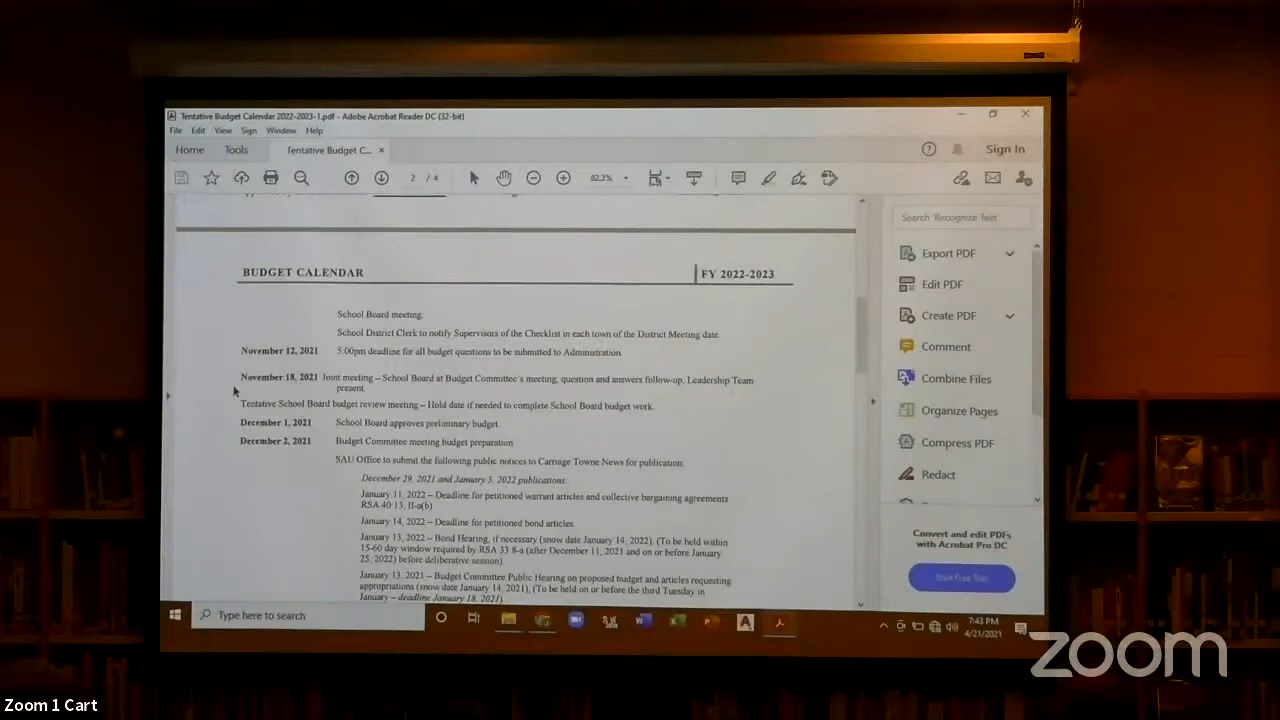 Tentative Budget Calendar 2022-2023-1.pdf - Adobe Acrobat Reader DC (32-bit)
File Edit View Sign Window Help
Home Tools Tentative Budget C... × Sign In
2 / 4 82.3%
Search 'Recognize Text'
BUDGET CALENDAR FY 2022-2023
School Board meeting.
School District Clerk to notify Supervisors of the Checklist in each town of the District Meeting date.
November 12, 2021 5:00pm deadline for all budget questions to be submitted to Administration.
November 18, 2021 Joint meeting – School Board at Budget Committee's meeting, question and answers follow-up. Leadership Team
present.
Tentative School Board budget review meeting – Hold date if needed to complete School Board budget work.
December 1, 2021 School Board approves preliminary budget.
December 2, 2021 Budget Committee meeting budget preparation
SAU Office to submit the following public notices to Carriage Towne News for publication:
December 29, 2021 and January 5, 2022 publications:
January 11, 2022 – Deadline for petitioned warrant articles and collective bargaining agreements
RSA 40:13, II-a(b)
January 14, 2022 – Deadline for petitioned bond articles.
January 13, 2022 – Bond Hearing, if necessary (snow date January 14, 2022). (To be held within
15-60 day window required by RSA 33:8-a (after December 11, 2021 and on or before January
25, 2022) before deliberative session).
January 13, 2021 – Budget Committee Public Hearing on proposed budget and articles requesting
appropriations (snow date January 14, 2021), (To be held on or before the third Tuesday in
January – deadline January 18, 2021)
Export PDF
Edit PDF
Create PDF
Comment
Combine Files
Organize Pages
Compress PDF
Redact
Convert and edit PDFs
with Acrobat Pro DC
Start Free Trial
Type here to search
7:43 PM
4/21/2021
zoom
Zoom 1 Cart